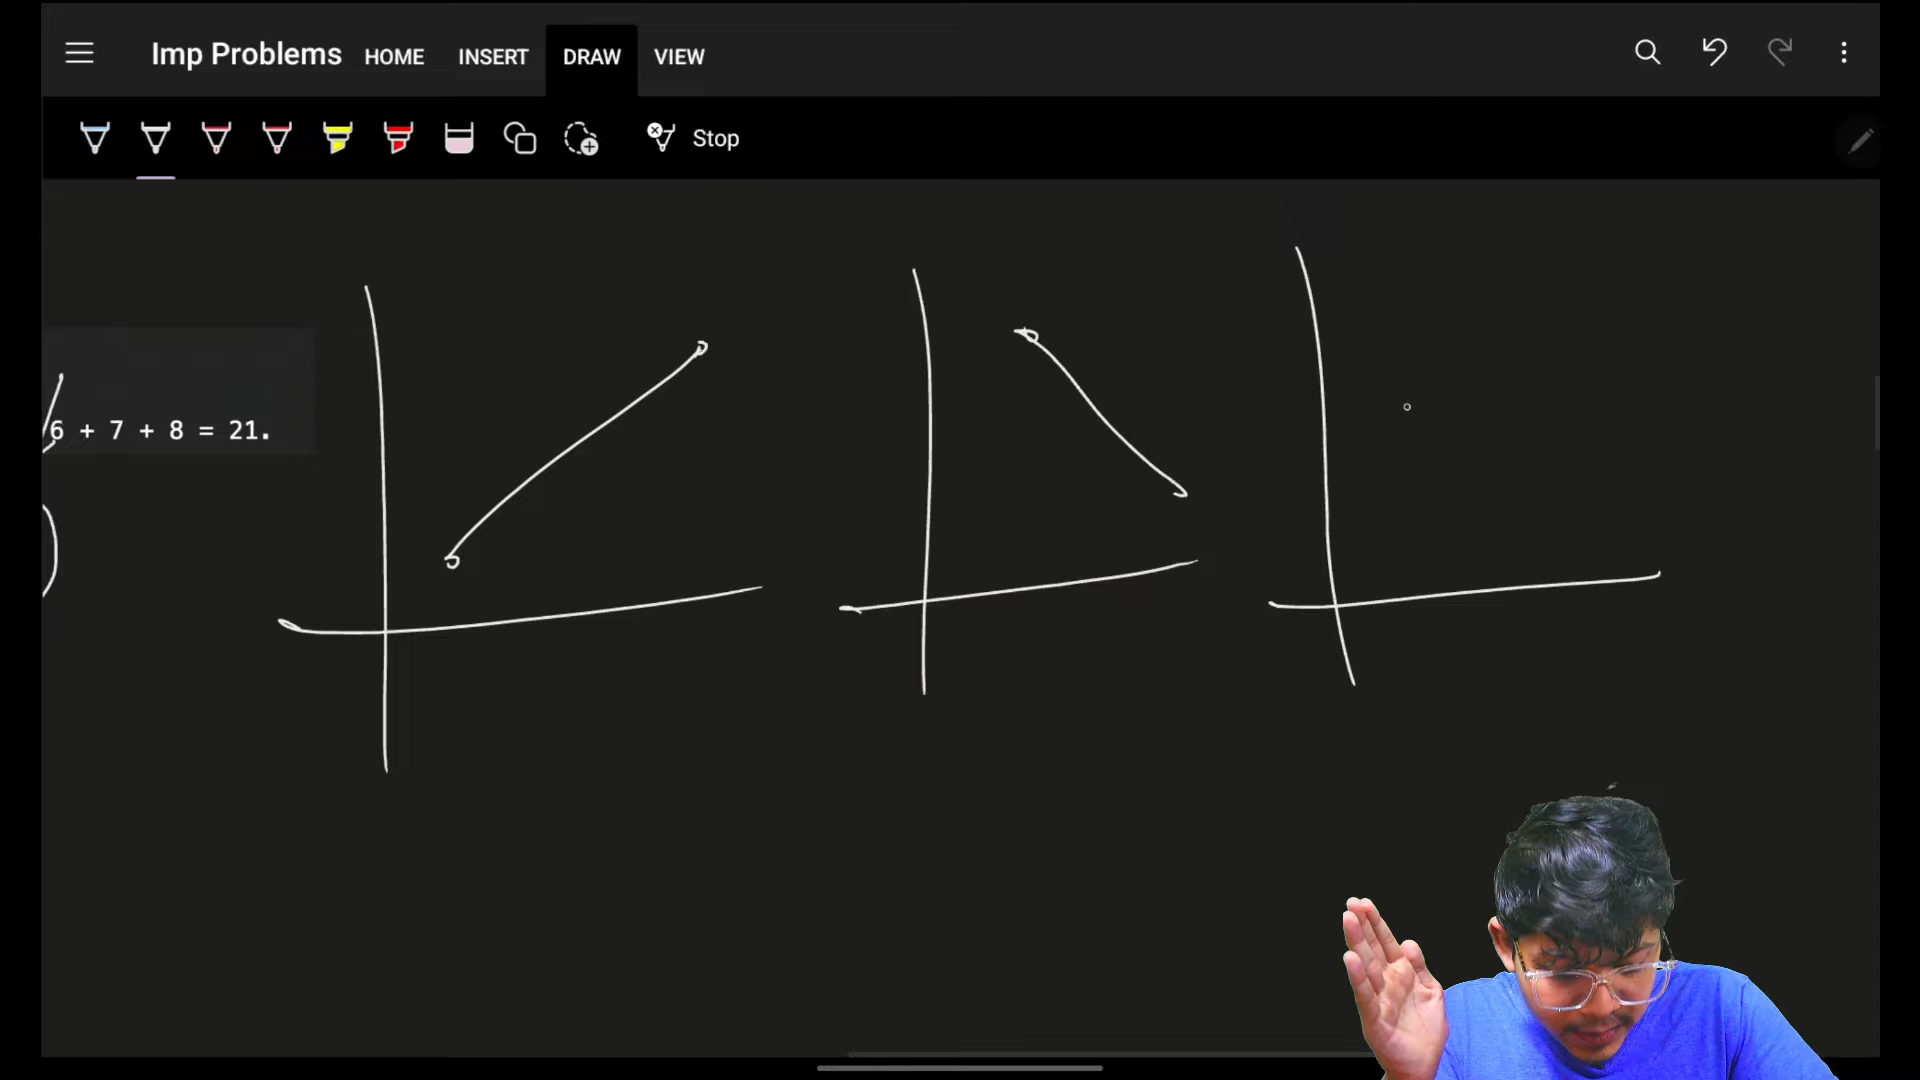 Imp Problems HOME INSERT DRAW VIEW
Stop
6 + 7 + 8 = 21.